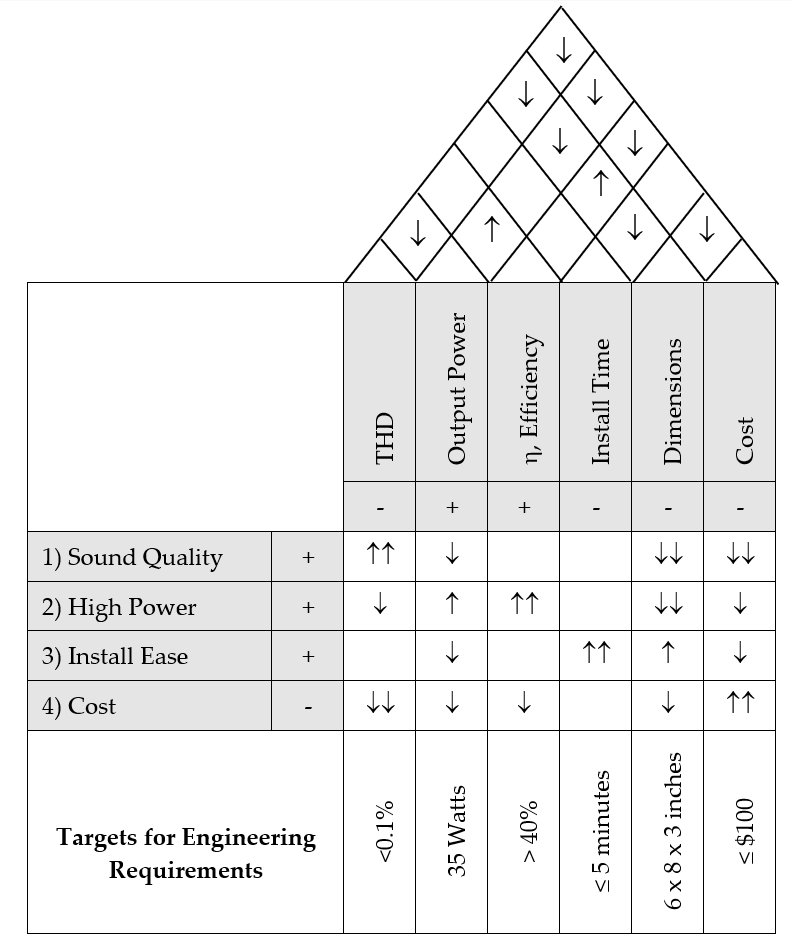 ↓
↓ ↓
↓ ↓
↑
↓ ↑ ↓ ↓
THD
Output Power
η, Efficiency
Install Time
Dimensions
Cost
- + + - - -
1) Sound Quality + ↑↑ ↓ ↓↓ ↓↓
2) High Power + ↓ ↑ ↑↑ ↓↓ ↓
3) Install Ease + ↓ ↑↑ ↑ ↓
4) Cost - ↓↓ ↓ ↓ ↓ ↑↑
Targets for Engineering
Requirements
<0.1%
35 Watts
> 40%
≤ 5 minutes
6 x 8 x 3 inches
≤ $100